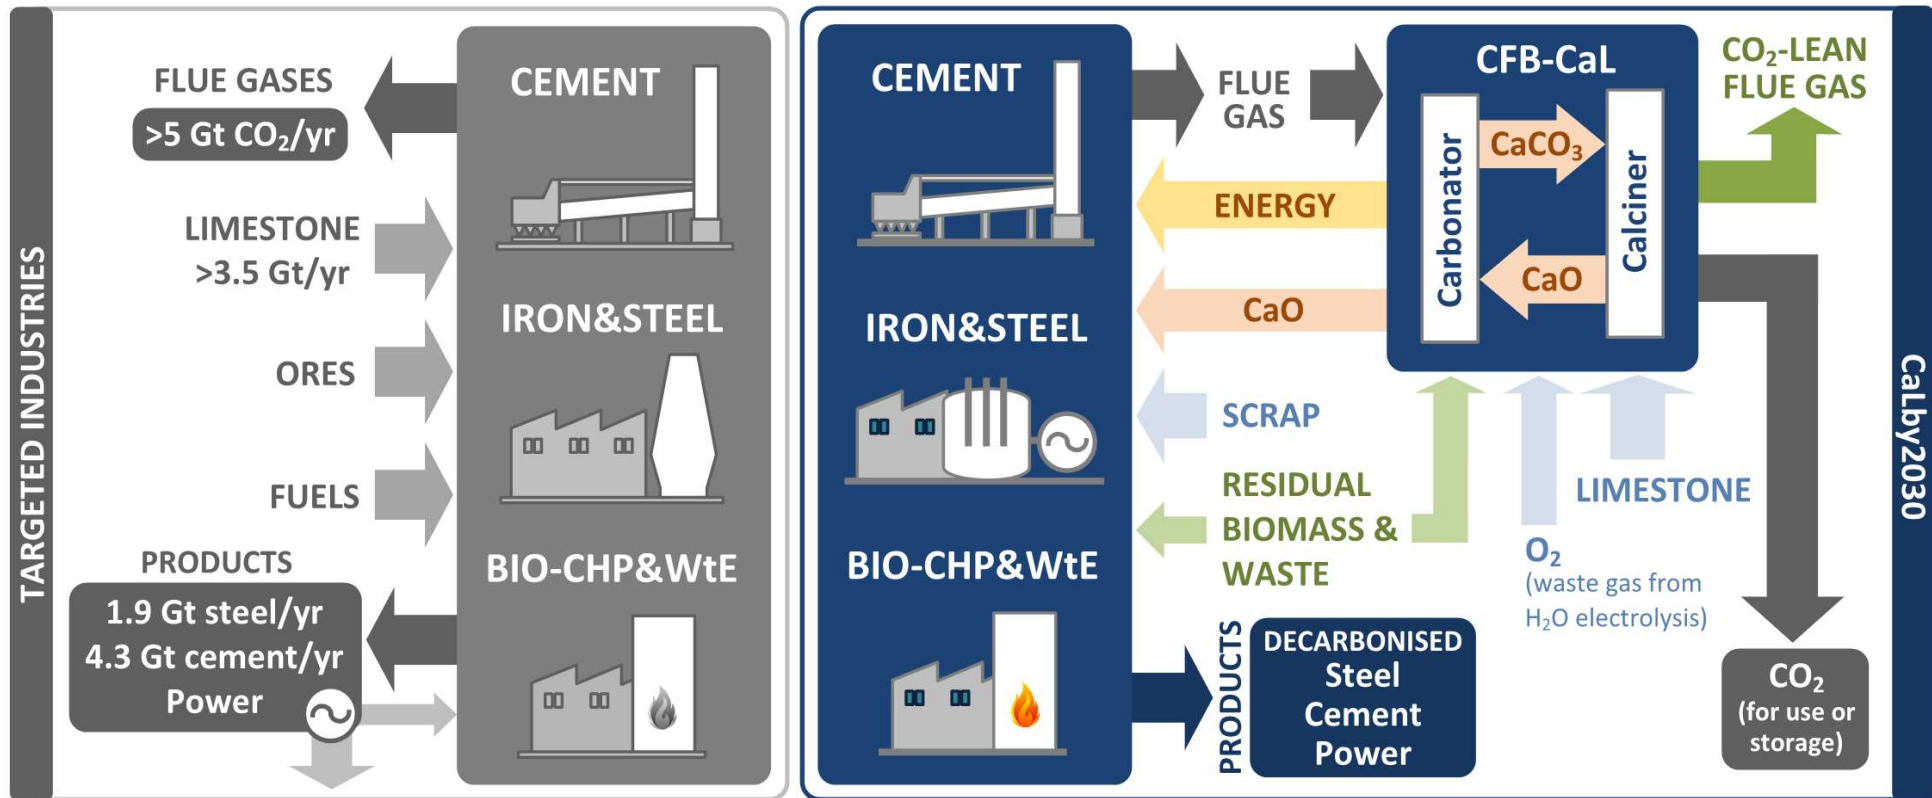 TARGETED INDUSTRIES
FLUE GASES
>5 Gt CO₂/yr
LIMESTONE
>3.5 Gt/yr
ORES
FUELS
PRODUCTS
1.9 Gt steel/yr
4.3 Gt cement/yr
Power
CEMENT
IRON&STEEL
BIO-CHP&WtE
CEMENT
IRON&STEEL
BIO-CHP&WtE
FLUE
GAS
ENERGY
CaO
SCRAP
RESIDUAL
BIOMASS &
WASTE
PRODUCTS
DECARBONISED
Steel
Cement
Power
CFB-CaL
Carbonator
CaCO₃
CaO
Calciner
CO₂-LEAN
FLUE GAS
LIMESTONE
O₂
(waste gas from
H₂O electrolysis)
CO₂
(for use or
storage)
CaLby2030